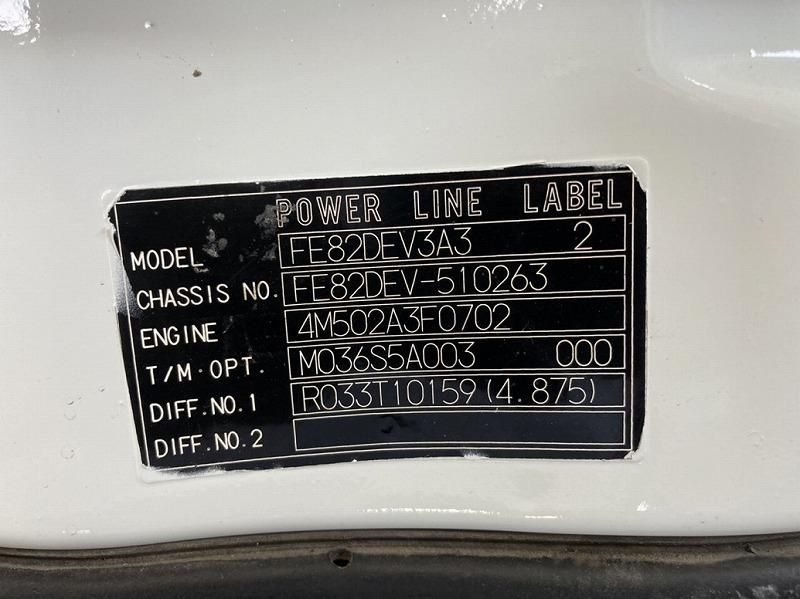 POWER LINE LABEL
MODEL FE82DEV3A3 2
CHASSIS NO. FE82DEV-510263
ENGINE 4M502A3F0702
T/M·OPT. M036S5A003 000
DIFF.NO.1 R033T10159(4.875)
DIFF.NO.2